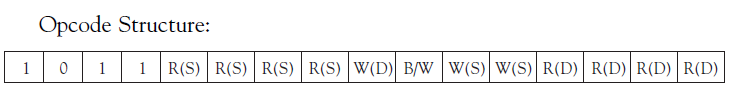 Opcode Structure:
1 0 1 1 R(S) R(S) R(S) R(S) W(D) B/W W(S) W(S) R(D) R(D) R(D) R(D)